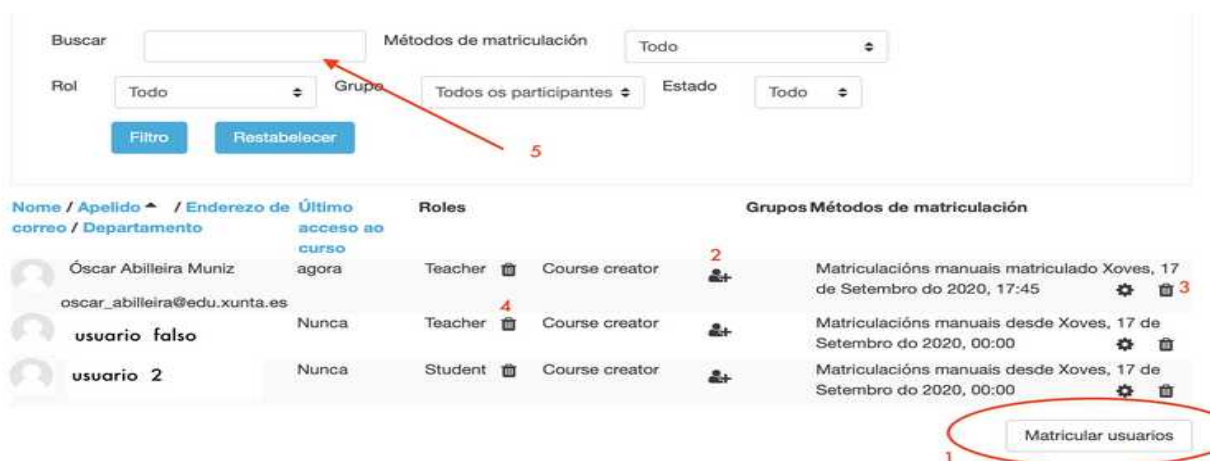 Buscar Métodos de matriculación Todo
Rol Todo Grupo Todos os participantes Estado Todo
Filtro Restabelecer
5
Nome / Apelido / Enderezo de correo / Departamento Último acceso ao curso Roles Grupos Métodos de matriculación
Óscar Abilleira Muniz agora Teacher Course creator 2 Matriculacións manuais matriculado Xoves, 17
de Setembro do 2020, 17:45 3
oscar_abilleira@edu.xunta.es 4
usuario falso Nunca Teacher Course creator Matriculacións manuais desde Xoves, 17 de
Setembro do 2020, 00:00
usuario 2 Nunca Student Course creator Matriculacións manuais desde Xoves, 17 de
Setembro do 2020, 00:00
Matricular usuarios
1